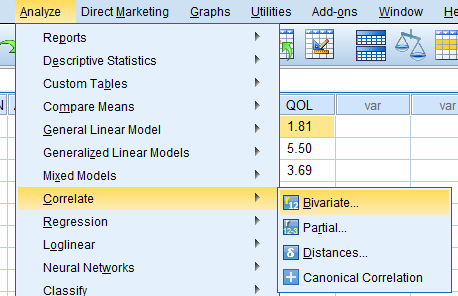 Analyze Direct Marketing Graphs Utilities Add-ons Window
Reports
Descriptive Statistics
Custom Tables
Compare Means
General Linear Model
Generalized Linear Models
Mixed Models
Correlate
Regression
Loglinear
Neural Networks
Classify
QOL var var
1.81
5.50
3.69
Bivariate...
Partial...
Distances...
Canonical Correlation